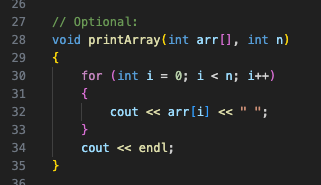 26
27 // Optional:
28 void printArray(int arr[], int n)
29 {
30     for (int i = 0; i < n; i++)
31     {
32         cout << arr[i] << " ";
33     }
34     cout << endl;
35 }
36